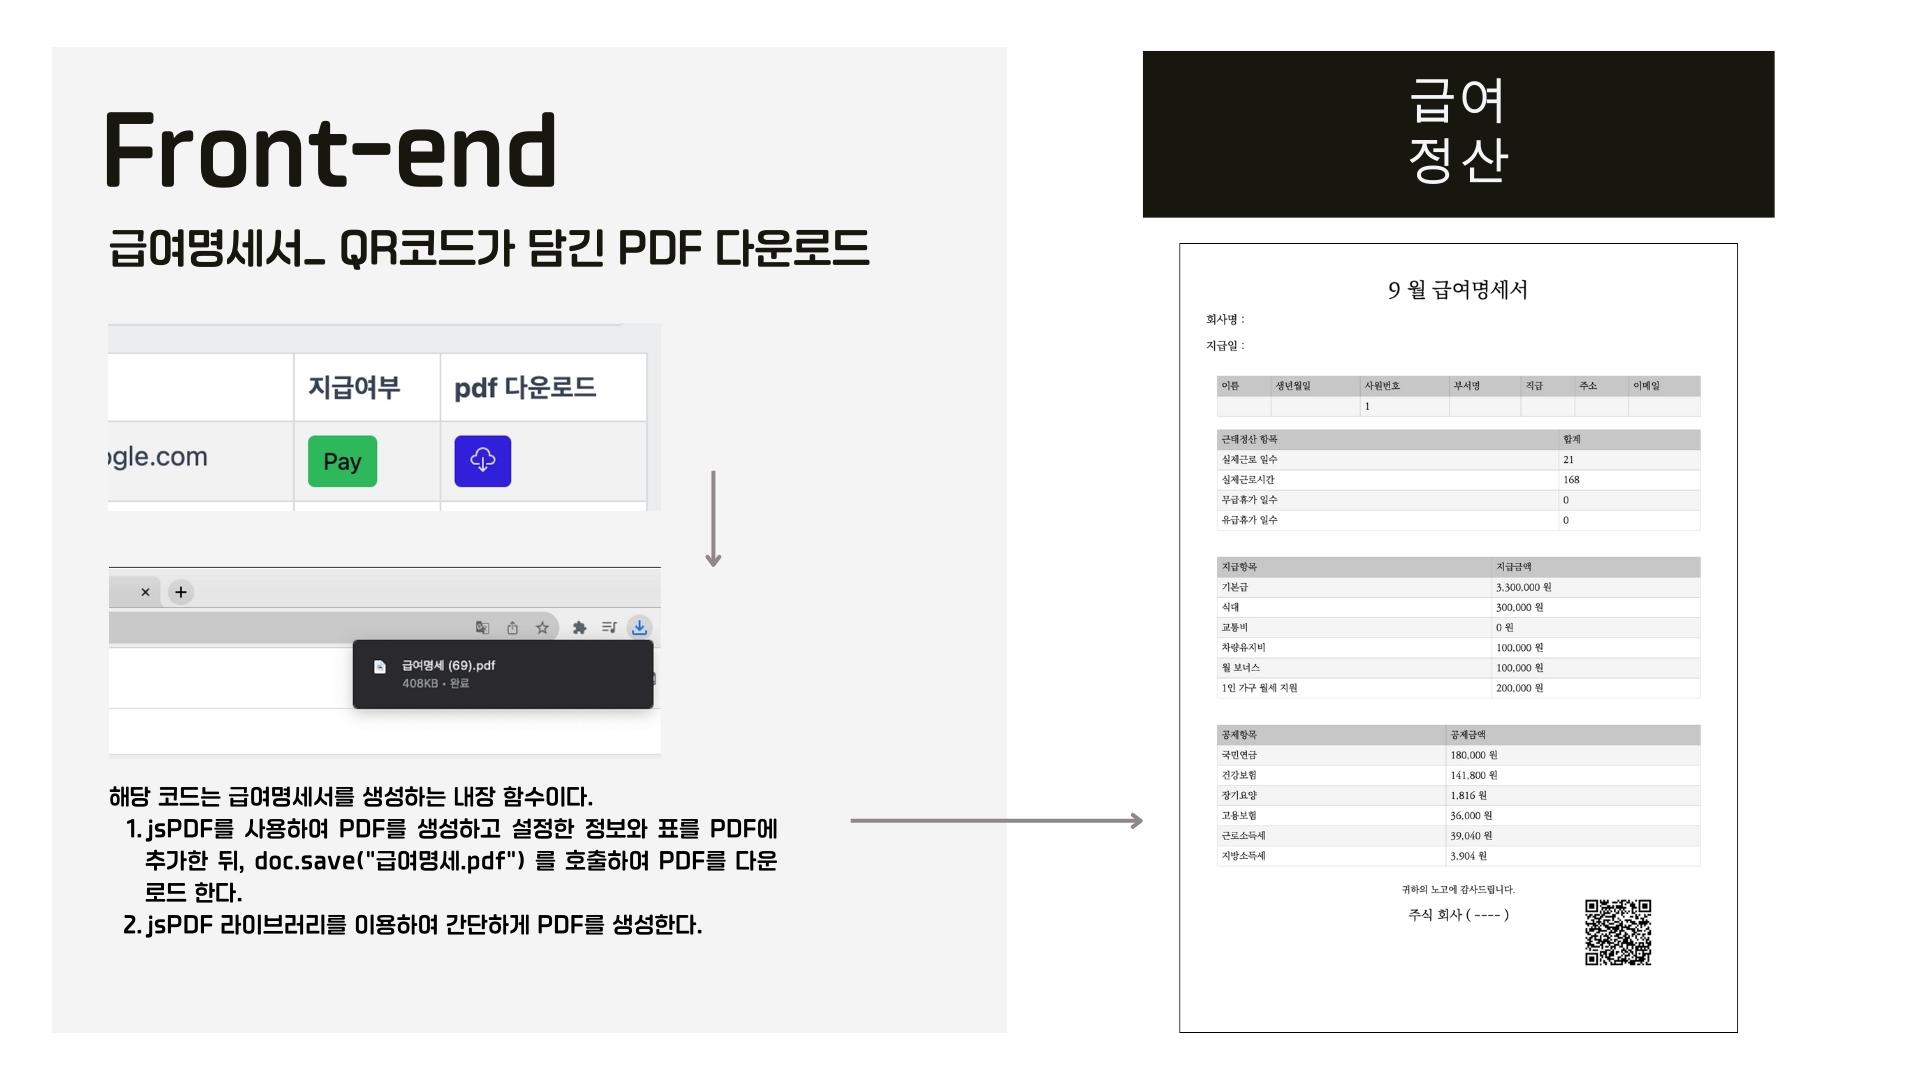 Front-end
급여명세서_ QR코드가 담긴 PDF 다운로드
지급여부 pdf 다운로드
ogle.com Pay
급여명세 (69).pdf
408KB • 완료
해당 코드는 급여명세서를 생성하는 내장 함수이다.
1. jsPDF를 사용하여 PDF를 생성하고 설정한 정보와 표를 PDF에
추가한 뒤, doc.save("급여명세.pdf") 를 호출하여 PDF를 다운
로드 한다.
2. jsPDF 라이브러리를 이용하여 간단하게 PDF를 생성한다.
급여
정산
9 월 급여명세서
회사명 :
지급일 :
이름 생년월일 사원번호 부서명 직급 주소 이메일
1
근태정산 항목 합계
실제근로 일수 21
실제근로시간 168
무급휴가 일수 0
유급휴가 일수 0
지급항목 지급금액
기본급 3,300,000 원
식대 300,000 원
교통비 0 원
차량유지비 100,000 원
월 보너스 100,000 원
1인 가구 월세 지원 200,000 원
공제항목 공제금액
국민연금 180,000 원
건강보험 141,800 원
장기요양 1,816 원
고용보험 36,000 원
근로소득세 39,040 원
지방소득세 3,904 원
귀하의 노고에 감사드립니다.
주식 회사 ( ---- )